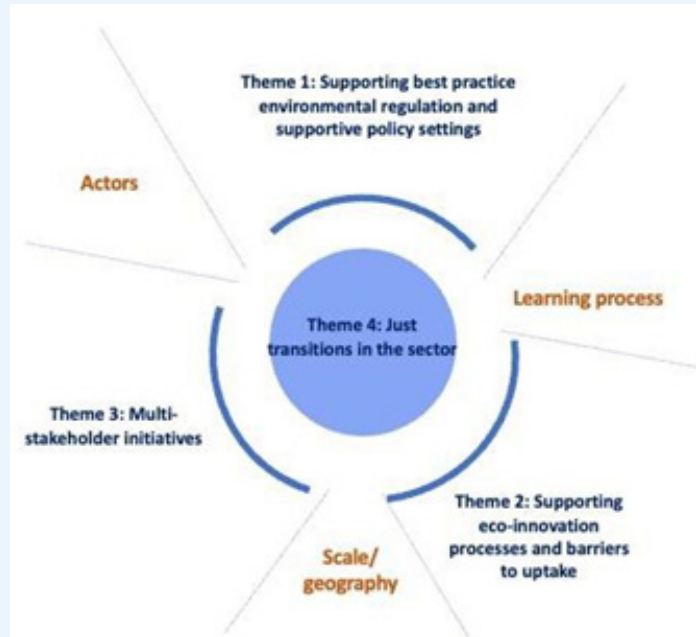 Theme 1: Supporting best practice
environmental regulation and
supportive policy settings
Actors
Learning process
Theme 4: Just
transitions in the sector
Theme 3: Multi-
stakeholder initiatives
Theme 2: Supporting
eco-innovation
processes and barriers
to uptake
Scale/
geography